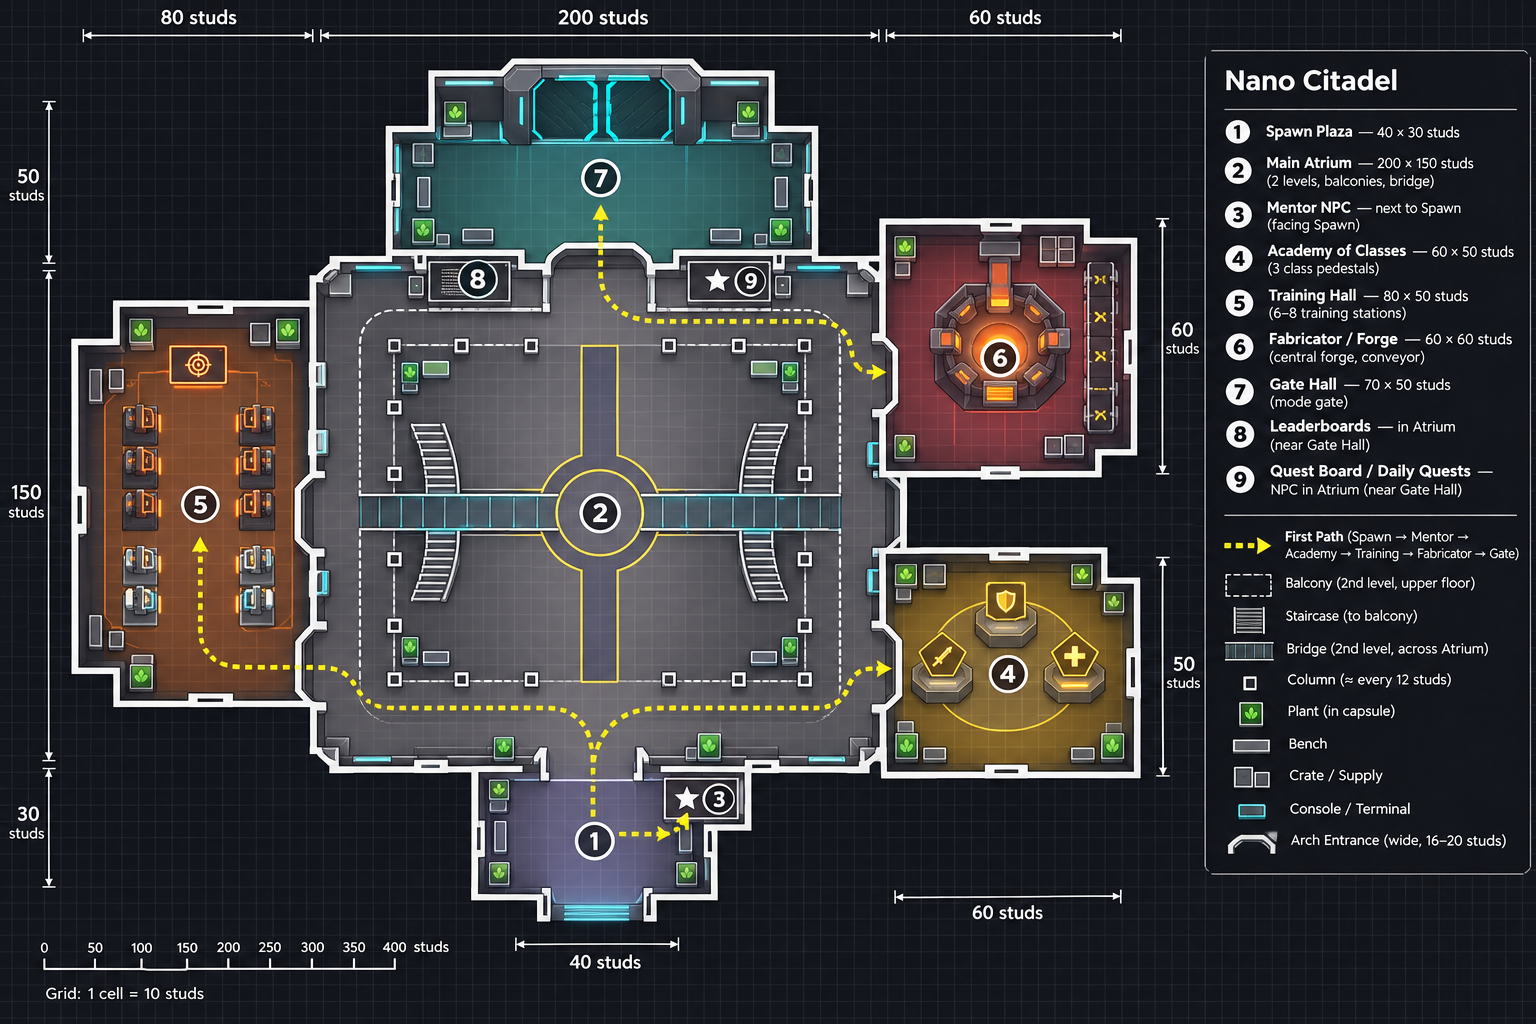 80 studs
200 studs
60 studs
50
studs
150
studs
30
studs
60
studs
50
studs
60 studs
40 studs
7
8
9
6
5
2
4
3
1
0 50 100 150 200 250 300 350 400 studs
Grid: 1 cell = 10 studs
Nano Citadel
1 Spawn Plaza — 40 × 30 studs
2 Main Atrium — 200 × 150 studs
(2 levels, balconies, bridge)
3 Mentor NPC — next to Spawn
(facing Spawn)
4 Academy of Classes — 60 × 50 studs
(3 class pedestals)
5 Training Hall — 80 × 50 studs
(6–8 training stations)
6 Fabricator / Forge — 60 × 60 studs
(central forge, conveyor)
7 Gate Hall — 70 × 50 studs
(mode gate)
8 Leaderboards — in Atrium
(near Gate Hall)
9 Quest Board / Daily Quests —
NPC in Atrium (near Gate Hall)
First Path (Spawn → Mentor →
Academy → Training → Fabricator → Gate)
Balcony (2nd level, upper floor)
Staircase (to balcony)
Bridge (2nd level, across Atrium)
Column (≈ every 12 studs)
Plant (in capsule)
Bench
Crate / Supply
Console / Terminal
Arch Entrance (wide, 16–20 studs)